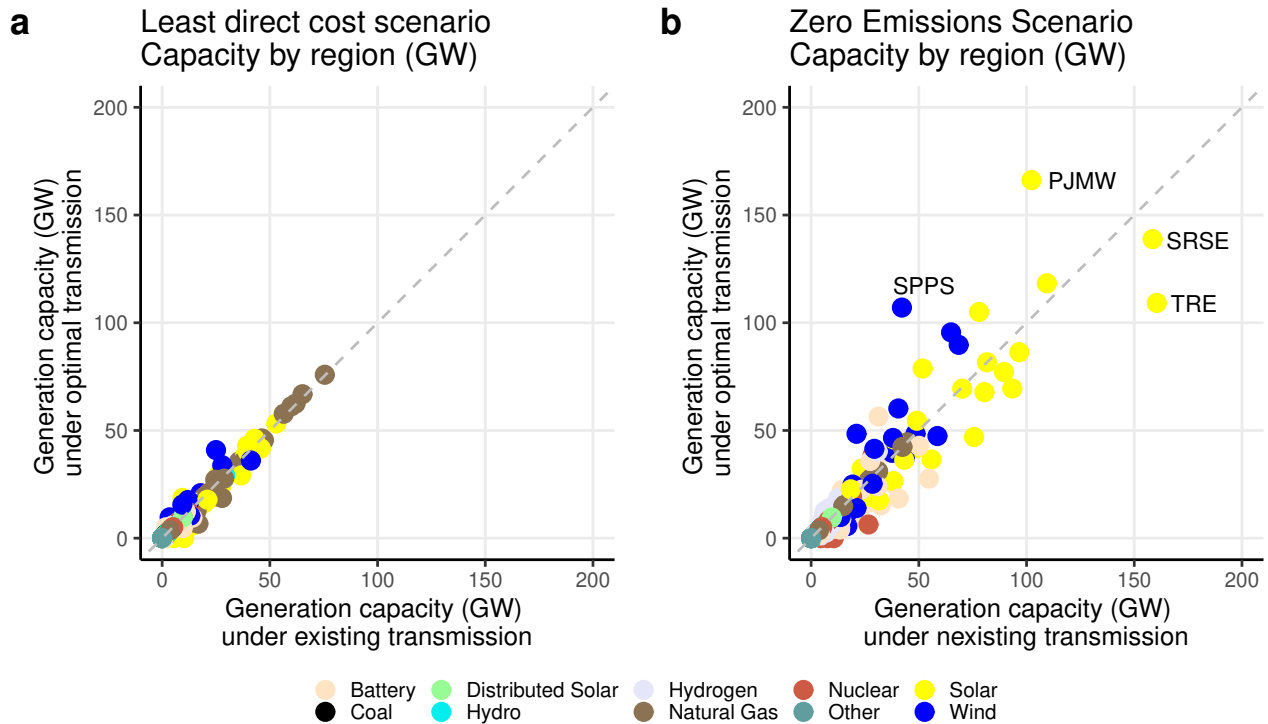 a
Least direct cost scenario
Capacity by region (GW)
Generation capacity (GW)
under optimal transmission
200
150
100
50
0
0 50 100 150 200
Generation capacity (GW)
under existing transmission
b
Zero Emissions Scenario
Capacity by region (GW)
Generation capacity (GW)
under optimal transmission
200
150
100
50
0
PJMW
SRSE
SPPS
TRE
0 50 100 150 200
Generation capacity (GW)
under nexisting transmission
Battery Distributed Solar Hydrogen Nuclear Solar
Coal Hydro Natural Gas Other Wind